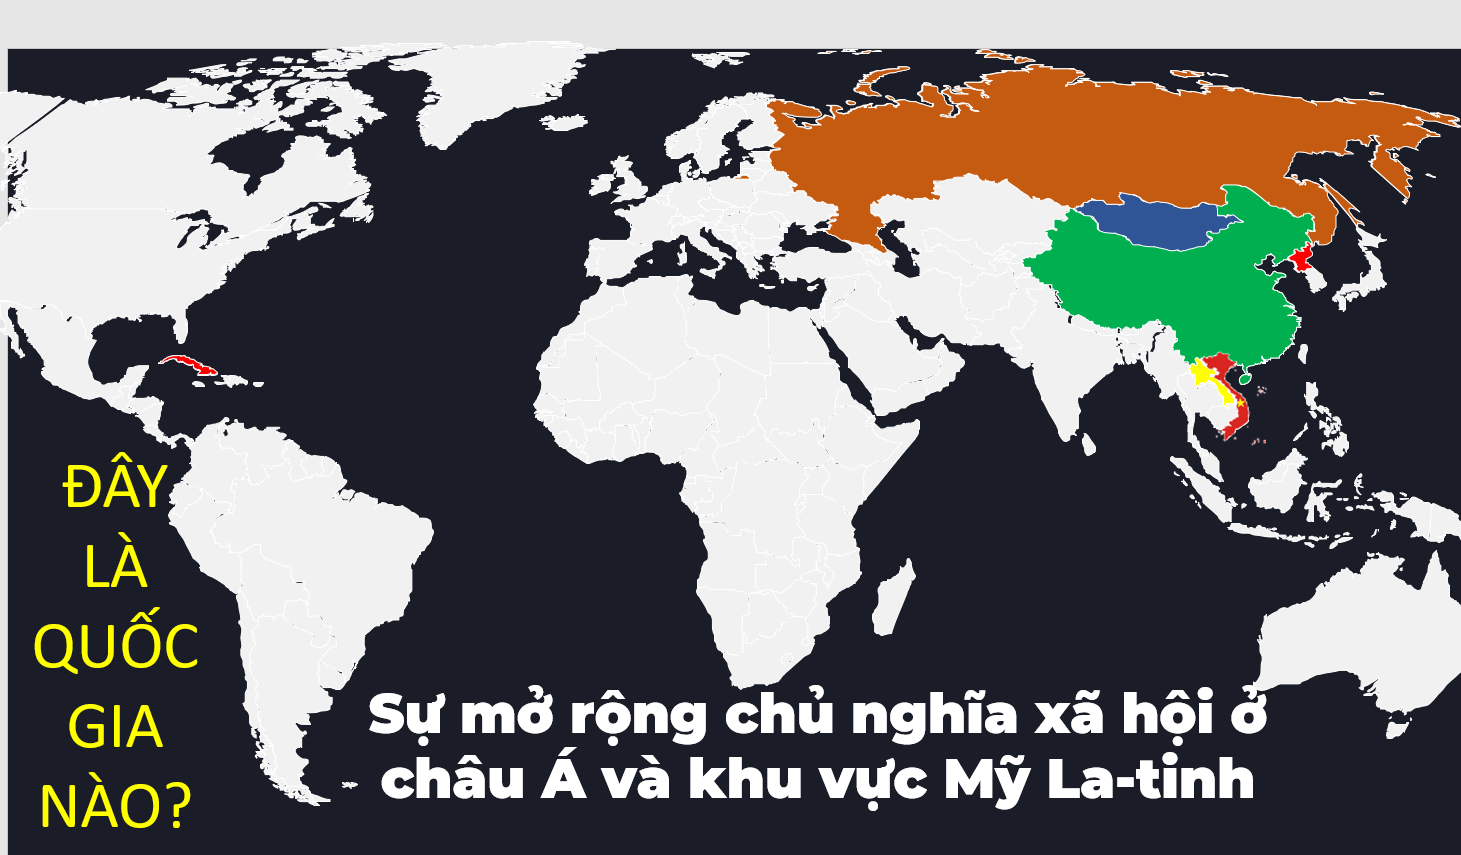 ĐÂY
LÀ
QUỐC
GIA
NÀO?
Sự mở rộng chủ nghĩa xã hội ở
châu Á và khu vực Mỹ La-tinh